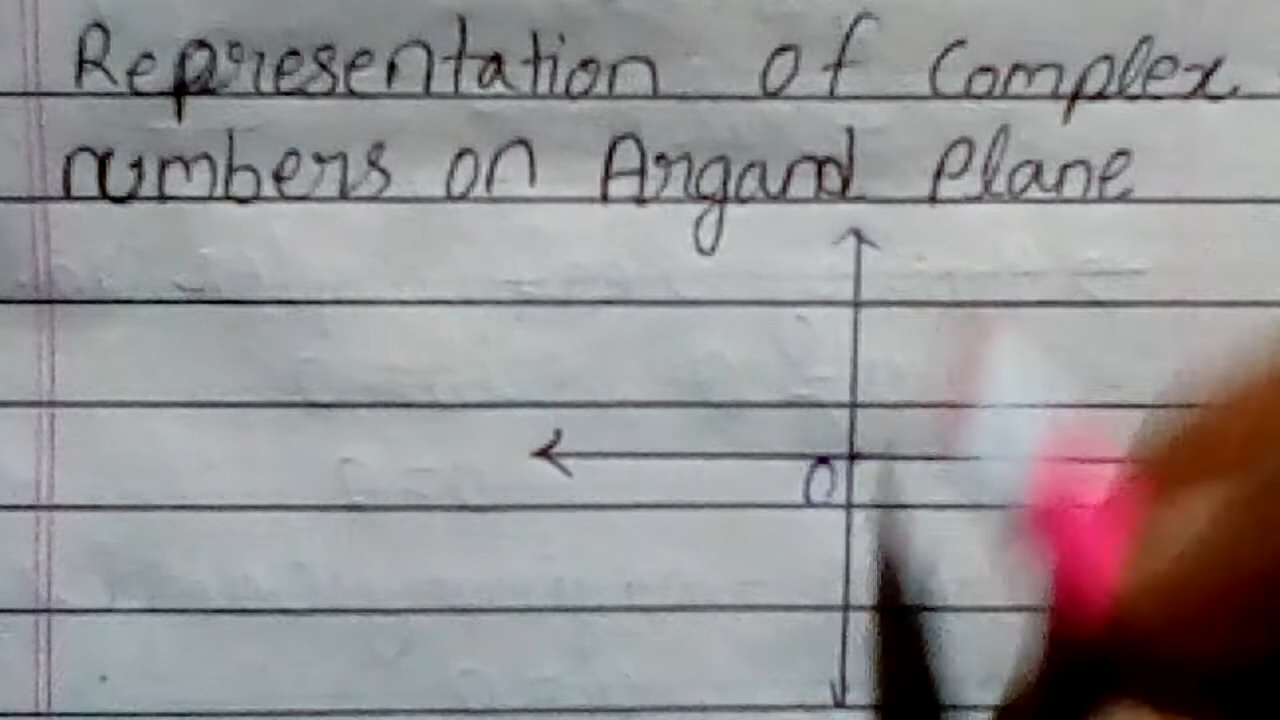 Representation of Complex
numbers on Argand Plane
O